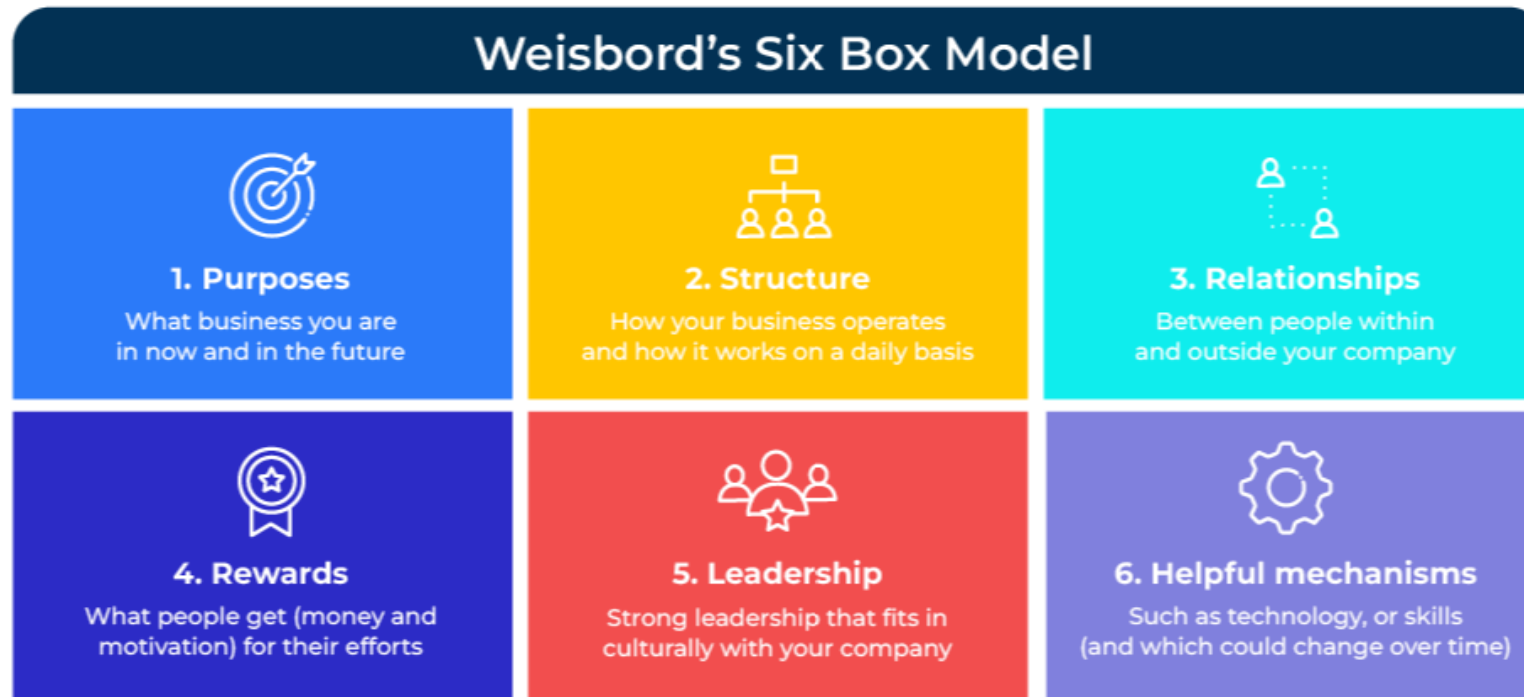 Weisbord's Six Box Model
1. Purposes
What business you are
in now and in the future
2. Structure
How your business operates
and how it works on a daily basis
3. Relationships
Between people within
and outside your company
4. Rewards
What people get (money and
motivation) for their efforts
5. Leadership
Strong leadership that fits in
culturally with your company
6. Helpful mechanisms
Such as technology, or skills
(and which could change over time)